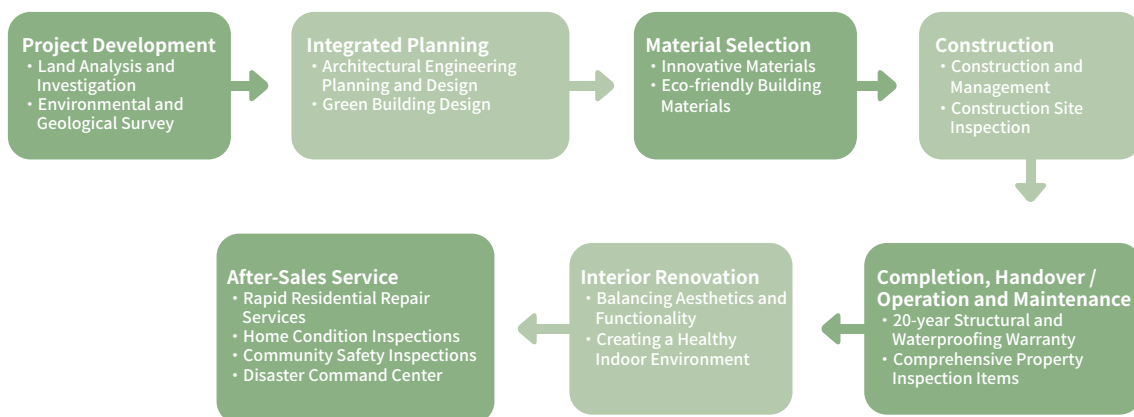 Project Development
・Land Analysis and
Investigation
・Environmental and
Geological Survey
Integrated Planning
・Architectural Engineering
Planning and Design
・Green Building Design
Material Selection
・Innovative Materials
・Eco-friendly Building
Materials
Construction
・Construction and
Management
・Construction Site
Inspection
Completion, Handover /
Operation and Maintenance
・20-year Structural and
Waterproofing Warranty
・Comprehensive Property
Inspection Items
Interior Renovation
・Balancing Aesthetics and
Functionality
・Creating a Healthy
Indoor Environment
After-Sales Service
・Rapid Residential Repair
Services
・Home Condition Inspections
・Community Safety Inspections
・Disaster Command Center